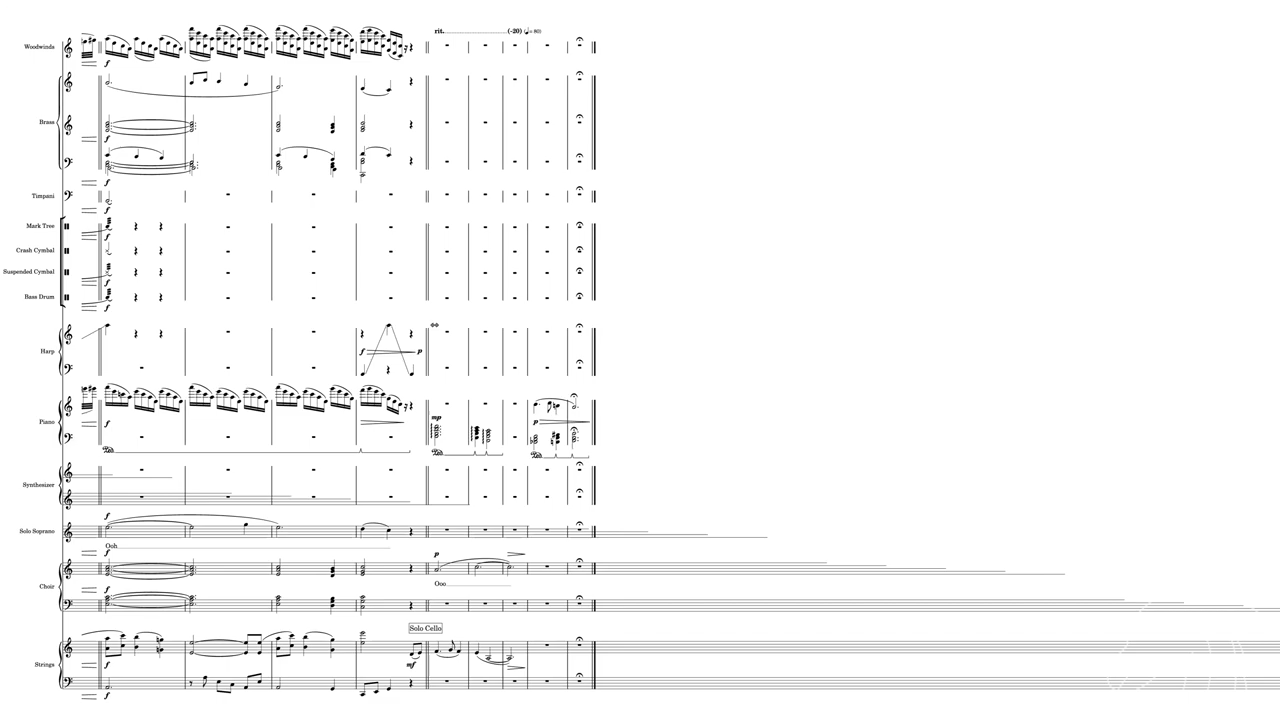 rit. (-20) (♩= 80)
Woodwinds
f
Brass
f
f
Timpani
f
Mark Tree
f
Crash Cymbal
Suspended Cymbal
f
Bass Drum
f
Harp
f p
Piano
f
mp
p
Synthesizer
f
Solo Soprano
Ooh
f
p
Choir
Ooo
f
Solo Cello
Strings
f
mf
f